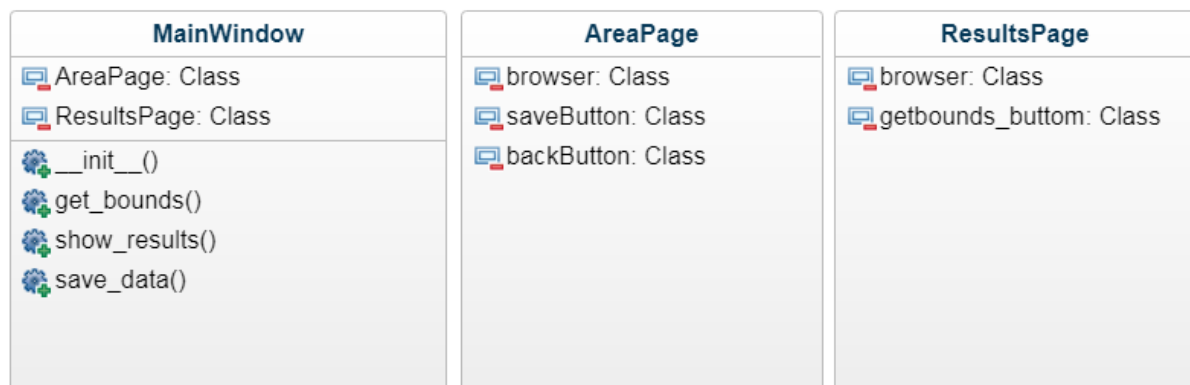 MainWindow
AreaPage: Class
ResultsPage: Class
__init__()
get_bounds()
show_results()
save_data()
AreaPage
browser: Class
saveButton: Class
backButton: Class
ResultsPage
browser: Class
getbounds_buttom: Class